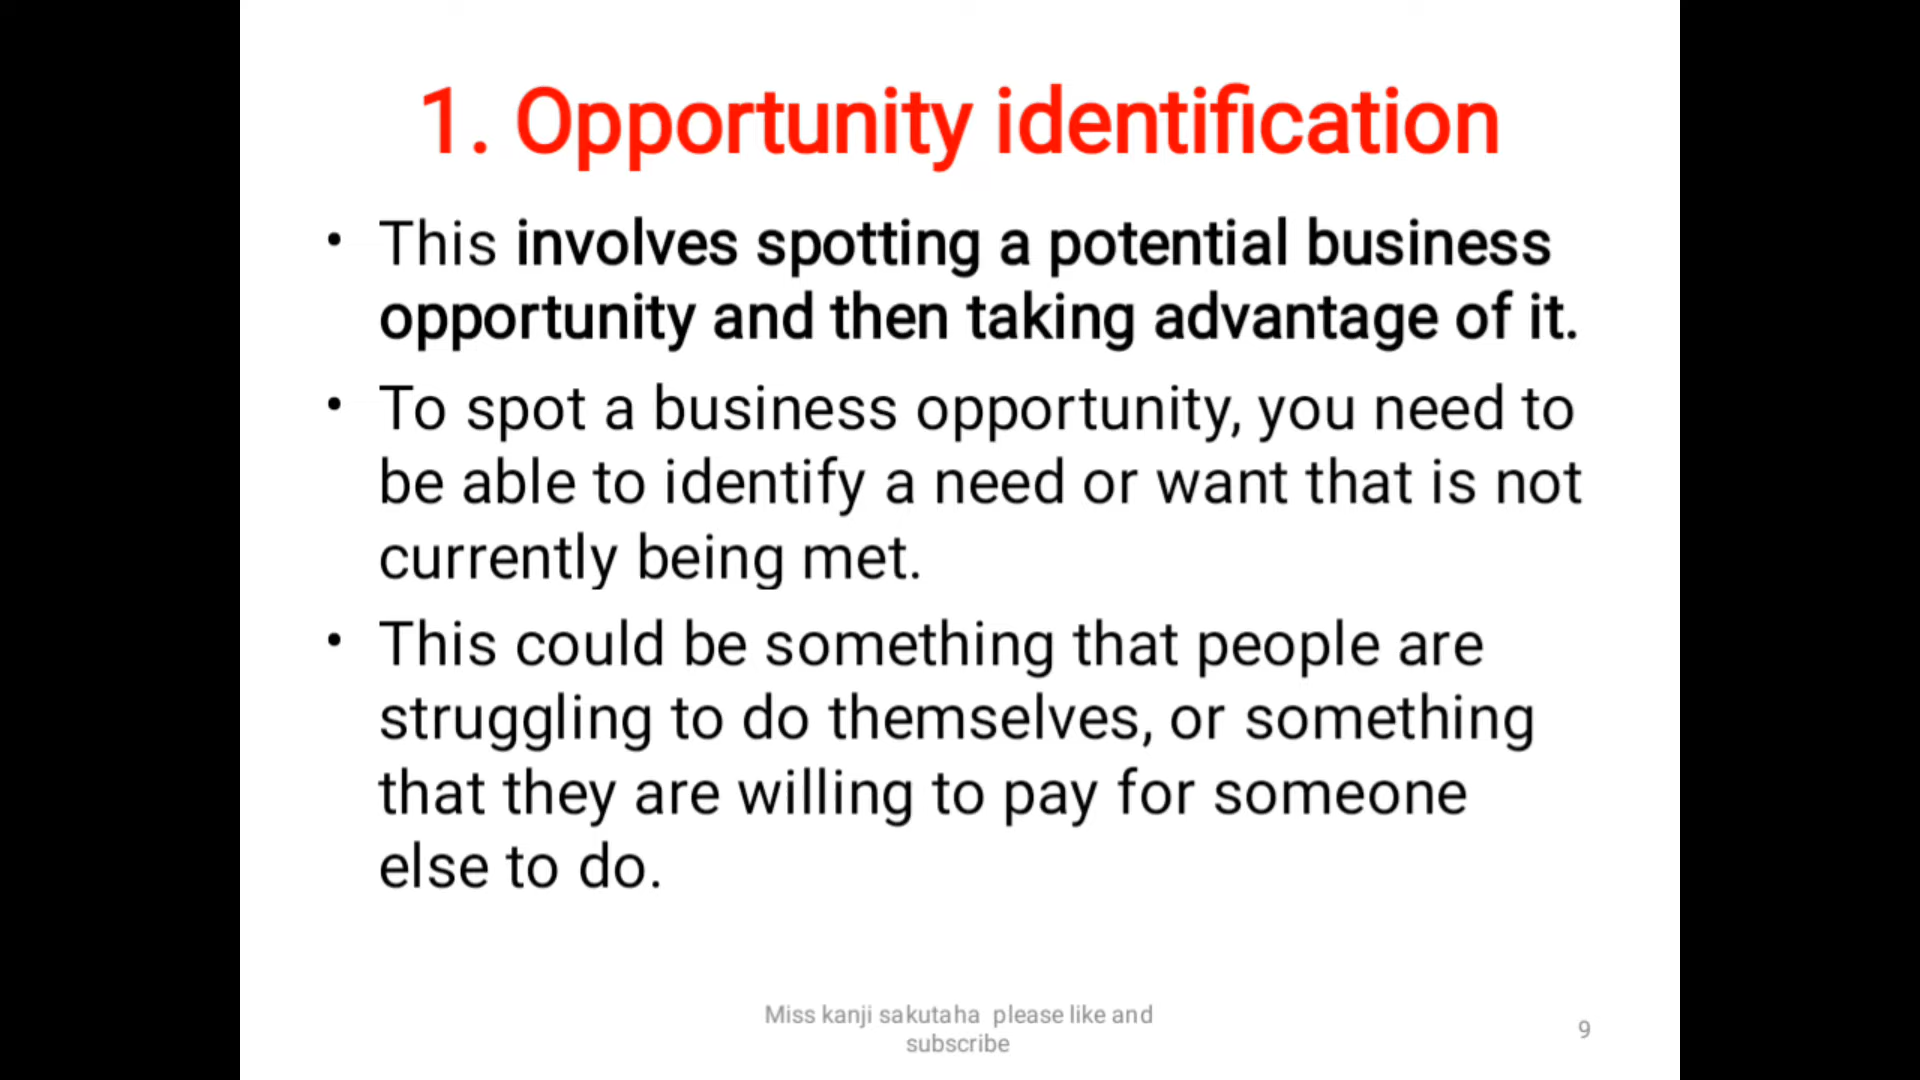 1. Opportunity identification
• This involves spotting a potential business
opportunity and then taking advantage of it.
• To spot a business opportunity, you need to
be able to identify a need or want that is not
currently being met.
• This could be something that people are
struggling to do themselves, or something
that they are willing to pay for someone
else to do.
Miss kanji sakutaha please like and
subscribe
9